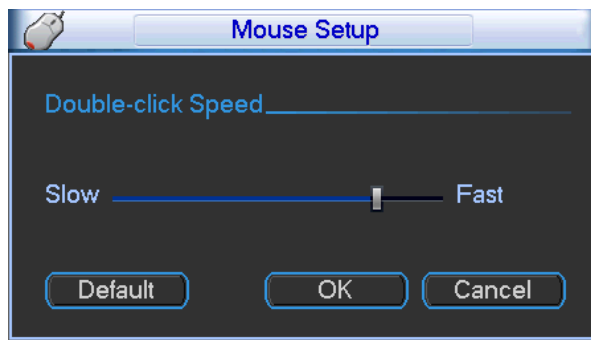 Mouse Setup
Double-click Speed
Slow Fast
Default OK Cancel